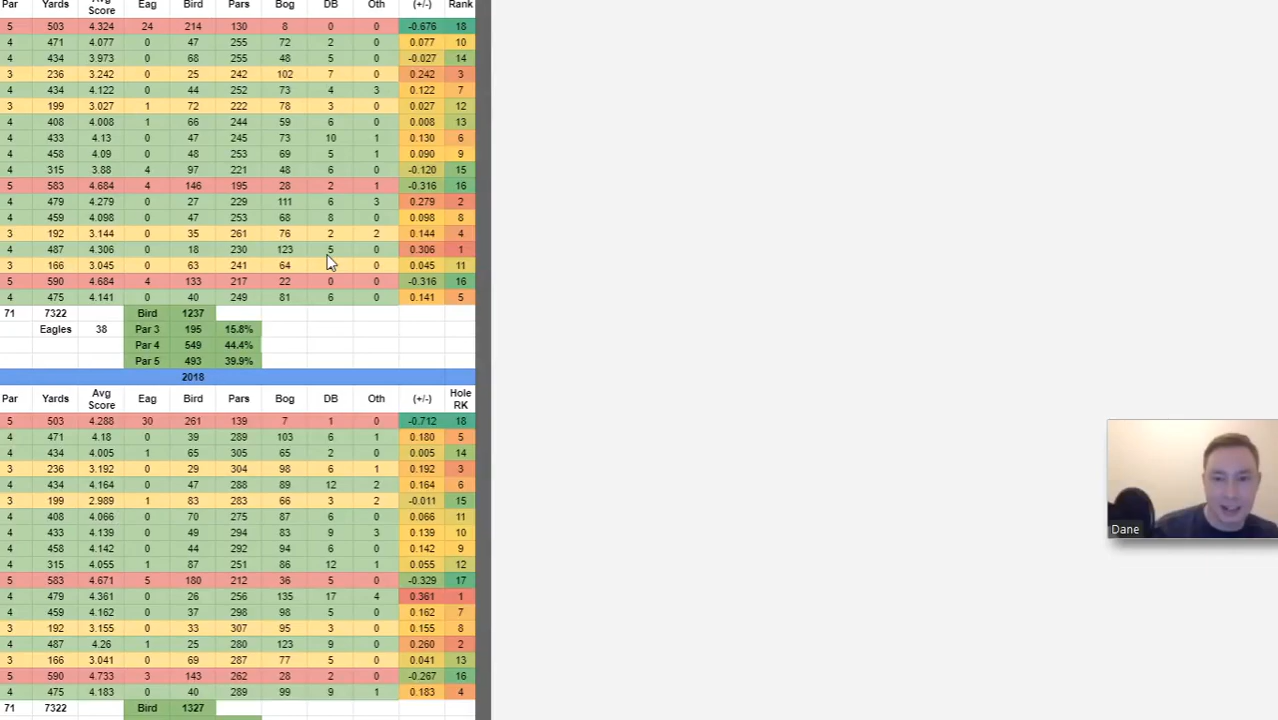 Par Yards Avg Score Eag Bird Pars Bog DB Oth (+/-) Rank
5 503 4.324 24 214 130 8 0 0 -0.676 18
4 471 4.077 0 47 255 72 2 0 0.077 10
4 434 3.973 0 68 255 48 5 0 -0.027 14
3 236 3.242 0 25 242 102 7 0 0.242 3
4 434 4.122 0 44 252 73 4 3 0.122 7
3 199 3.027 1 72 222 78 3 0 0.027 12
4 408 4.008 1 66 244 59 6 0 0.008 13
4 433 4.13 0 47 245 73 10 1 0.130 6
4 458 4.09 0 48 253 69 5 1 0.090 9
4 315 3.88 4 97 221 48 6 0 -0.120 15
5 583 4.684 4 146 195 28 2 1 -0.316 16
4 479 4.279 0 27 229 111 6 3 0.279 2
4 459 4.098 0 47 253 68 8 0 0.098 8
3 192 3.144 0 35 261 76 2 2 0.144 4
4 487 4.306 0 18 230 123 5 0 0.306 1
3 166 3.045 0 63 241 64 0 0.045 11
5 590 4.684 4 133 217 22 0 0 -0.316 16
4 475 4.141 0 40 249 81 6 0 0.141 5
71 7322 Bird 1237
Eagles 38 Par 3 195 15.8%
Par 4 549 44.4%
Par 5 493 39.9%
2018
Par Yards Avg Score Eag Bird Pars Bog DB Oth (+/-) Hole RK
5 503 4.288 30 261 139 7 1 0 -0.712 18
4 471 4.18 0 39 289 103 6 1 0.180 5
4 434 4.005 1 65 305 65 2 0 0.005 14
3 236 3.192 0 29 304 98 6 1 0.192 3
4 434 4.164 0 47 288 89 12 2 0.164 6
3 199 2.989 1 83 283 66 3 2 -0.011 15
4 408 4.066 0 70 275 87 6 0 0.066 11
4 433 4.139 0 49 294 83 9 3 0.139 10
4 458 4.142 0 44 292 94 6 0 0.142 9
4 315 4.055 1 87 251 86 12 1 0.055 12
5 583 4.671 5 180 212 36 5 0 -0.329 17
4 479 4.361 0 26 256 135 17 4 0.361 1
4 459 4.162 0 37 298 98 5 0 0.162 7
3 192 3.155 0 33 307 95 3 0 0.155 8
4 487 4.26 1 25 280 123 9 0 0.260 2
3 166 3.041 0 69 287 77 5 0 0.041 13
5 590 4.733 3 143 262 28 2 0 -0.267 16
4 475 4.183 0 40 289 99 9 1 0.183 4
71 7322 Bird 1327
Dane